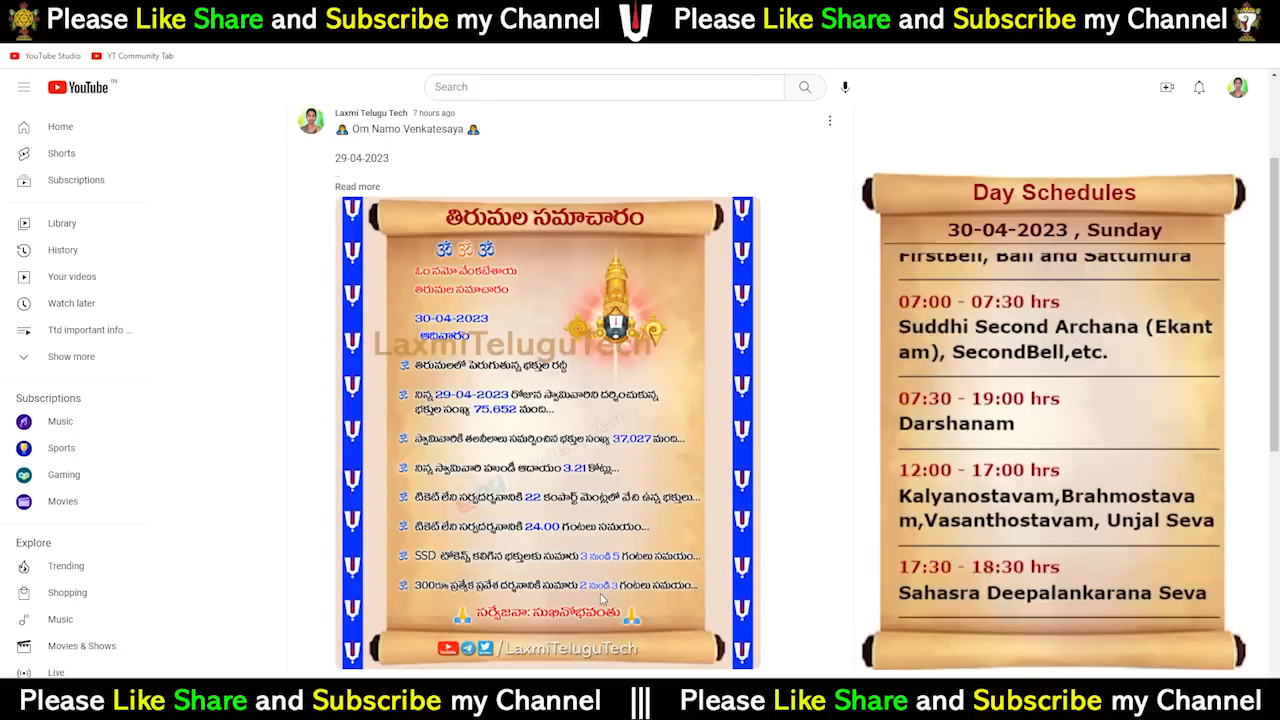 Please Like Share and Subscribe my Channel
Please Like Share and Subscribe my Channel
YouTube Studio
YT Community Tab
YouTube IN
Search
Home
Shorts
Subscriptions
Library
History
Your videos
Watch later
Ttd important info ...
Show more
Subscriptions
Music
Sports
Gaming
Movies
Explore
Trending
Shopping
Music
Movies & Shows
Live
Laxmi Telugu Tech 7 hours ago
Om Namo Venkatesaya
29-04-2023
..
Read more
తిరుమల సమాచారం
ॐ ॐ ॐ
ఓం నమో వేంకటేశాయ
తిరుమల సమాచారం
30-04-2023
ఆదివారం
LaxmiTeluguTech
ॐ తిరుమలలో పెరుగుతున్న భక్తుల రద్దీ
ॐ నిన్న 29-04-2023 రోజున స్వామివారిని దర్శించుకున్న
భక్తుల సంఖ్య 75,652 మంది...
ॐ స్వామివారికి తలనీలాలు సమర్పించిన భక్తుల సంఖ్య 37,027 మంది...
ॐ నిన్న స్వామివారి హుండీ ఆదాయం 3.21 కోట్లు...
ॐ టికెట్ లేని సర్వదర్శనానికి 22 కంపార్ట్ మెంట్లలో వేచి ఉన్న భక్తులు...
ॐ టికెట్ లేని సర్వదర్శనానికి 24.00 గంటలు సమయం...
ॐ SSD టోకెన్స్ కలిగిన భక్తులకు సుమారు 3 నుండి 5 గంటలు సమయం...
ॐ 300రూ ప్రత్యేక ప్రవేశ దర్శనానికి సుమారు 2 నుండి 3 గంటలు సమయం...
సర్వేజనా: సుఖినోభవంతు
/LaxmiTeluguTech
Day Schedules
30-04-2023 , Sunday
FirstBell, Bali and Sattumura
07:00 - 07:30 hrs
Suddhi Second Archana (Ekant
am), SecondBell,etc.
07:30 - 19:00 hrs
Darshanam
12:00 - 17:00 hrs
Kalyanostavam,Brahmostava
m,Vasanthostavam, Unjal Seva
17:30 - 18:30 hrs
Sahasra Deepalankarana Seva
Please Like Share and Subscribe my Channel
|||
Please Like Share and Subscribe my Channel